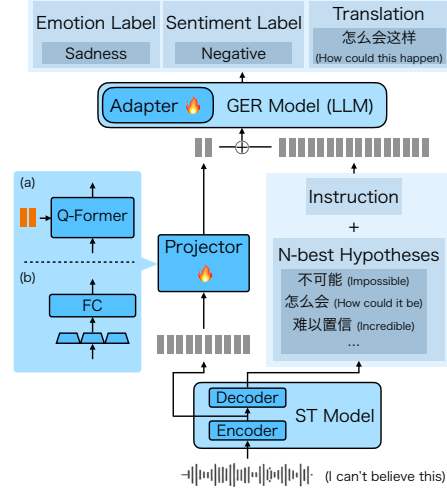 Emotion Label
Sadness
Sentiment Label
Negative
Translation
怎么会这样
(How could this happen)
Adapter
GER Model (LLM)
(a)
Q-Former
(b)
FC
Projector
Instruction
+
N-best Hypotheses
不可能 (Impossible)
怎么会 (How could it be)
难以置信 (Incredible)
...
Decoder
Encoder
ST Model
(I can't believe this)